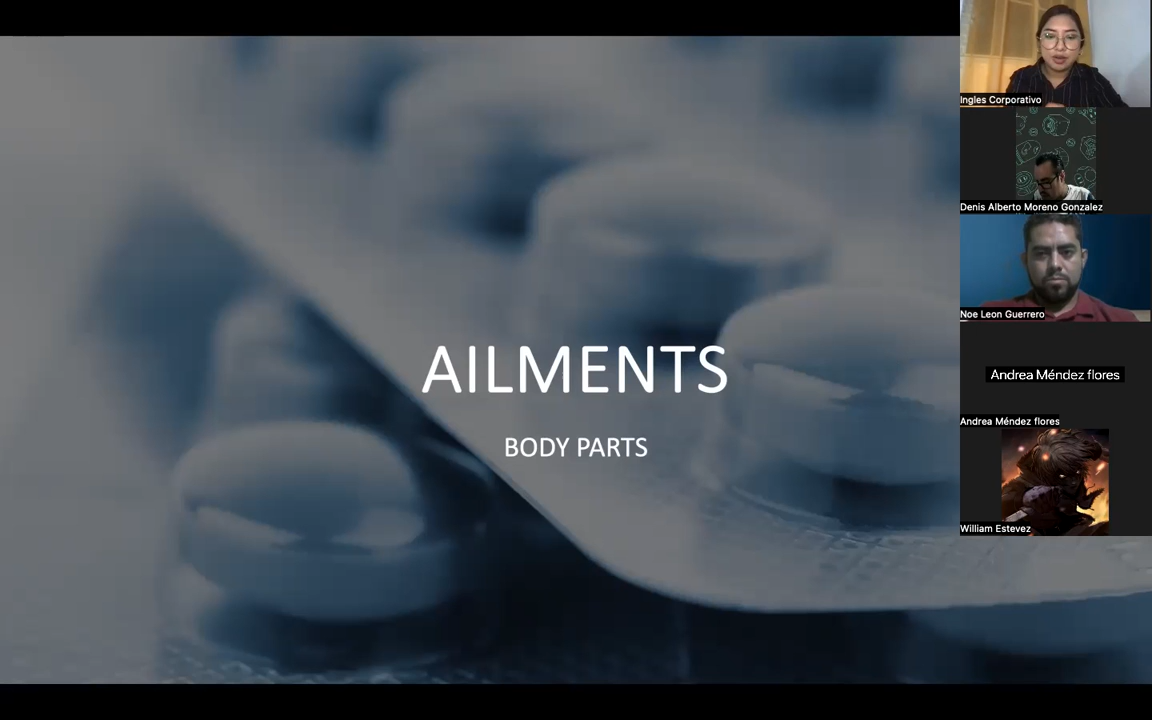 AILMENTS
BODY PARTS
Ingles Corporativo
Denis Alberto Moreno Gonzalez
Noe Leon Guerrero
Andrea Méndez flores
Andrea Méndez flores
William Estevez